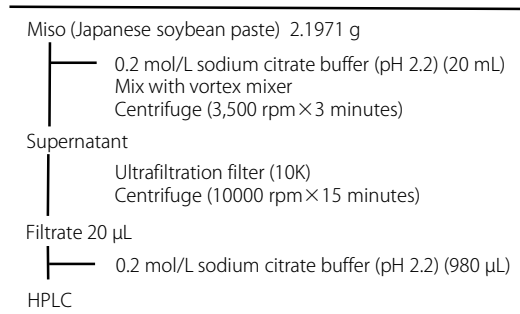 Miso (Japanese soybean paste) 2.1971 g
0.2 mol/L sodium citrate buffer (pH 2.2) (20 mL)
Mix with vortex mixer
Centrifuge (3,500 rpm×3 minutes)
Supernatant
Ultrafiltration filter (10K)
Centrifuge (10000 rpm×15 minutes)
Filtrate 20 μL
0.2 mol/L sodium citrate buffer (pH 2.2) (980 μL)
HPLC